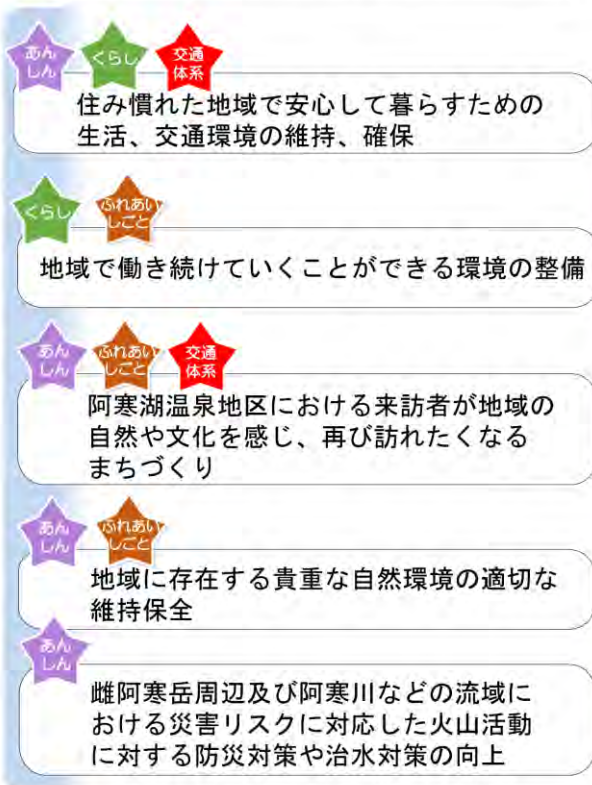 あん
しん
くらし
交通
体系
住み慣れた地域で安心して暮らすための
生活、交通環境の維持、確保
くらし
ふれあい
しごと
地域で働き続けていくことができる環境の整備
あん
しん
ふれあい
しごと
交通
体系
阿寒湖温泉地区における来訪者が地域の
自然や文化を感じ、再び訪れたくなる
まちづくり
あん
しん
ふれあい
しごと
地域に存在する貴重な自然環境の適切な
維持保全
あん
しん
雌阿寒岳周辺及び阿寒川などの流域に
おける災害リスクに対応した火山活動
に対する防災対策や治水対策の向上